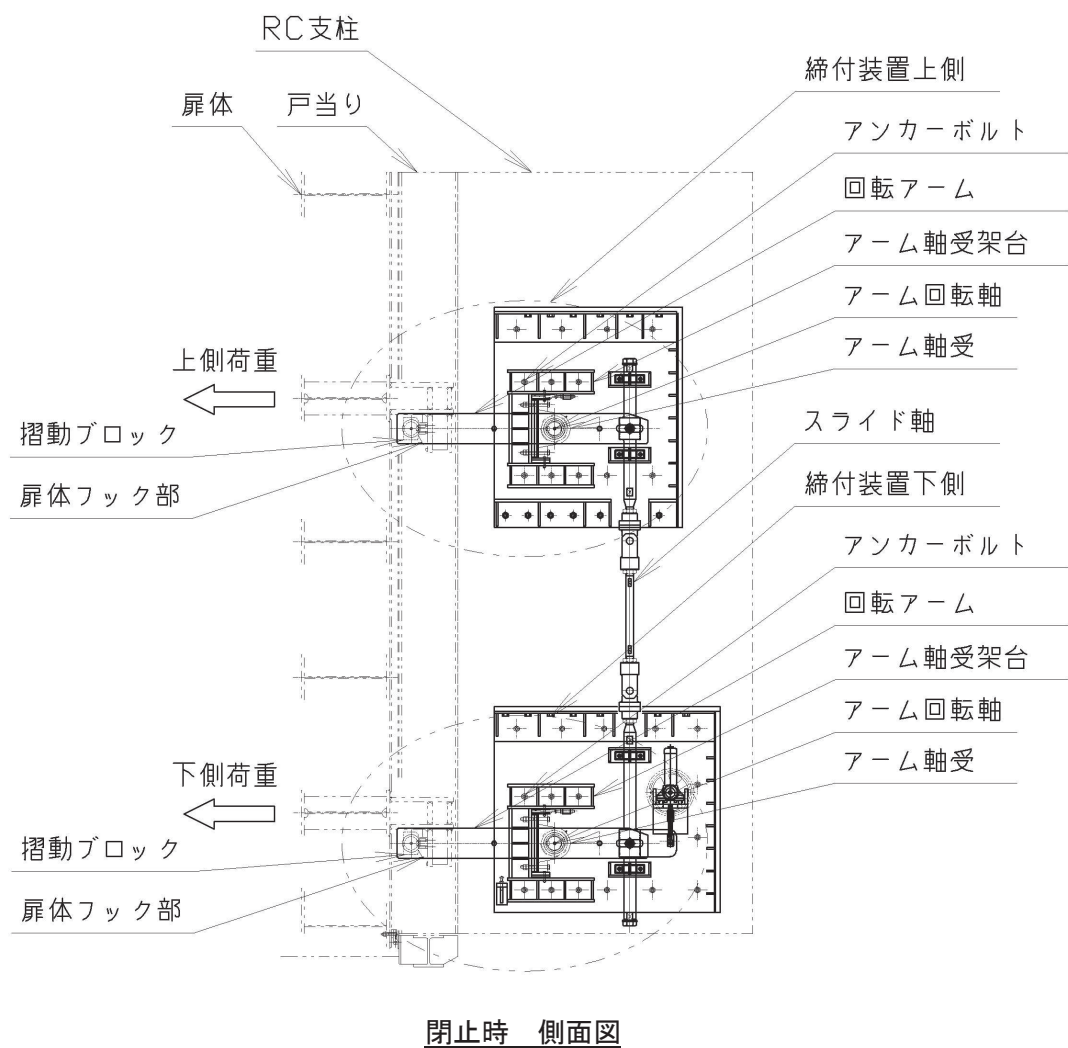 RC支柱
扉体
戸当り
締付装置上側
アンカーボルト
回転アーム
アーム軸受架台
アーム回転軸
アーム軸受
上側荷重
摺動ブロック
扉体フック部
スライド軸
締付装置下側
アンカーボルト
回転アーム
アーム軸受架台
アーム回転軸
アーム軸受
下側荷重
摺動ブロック
扉体フック部
閉止時 側面図